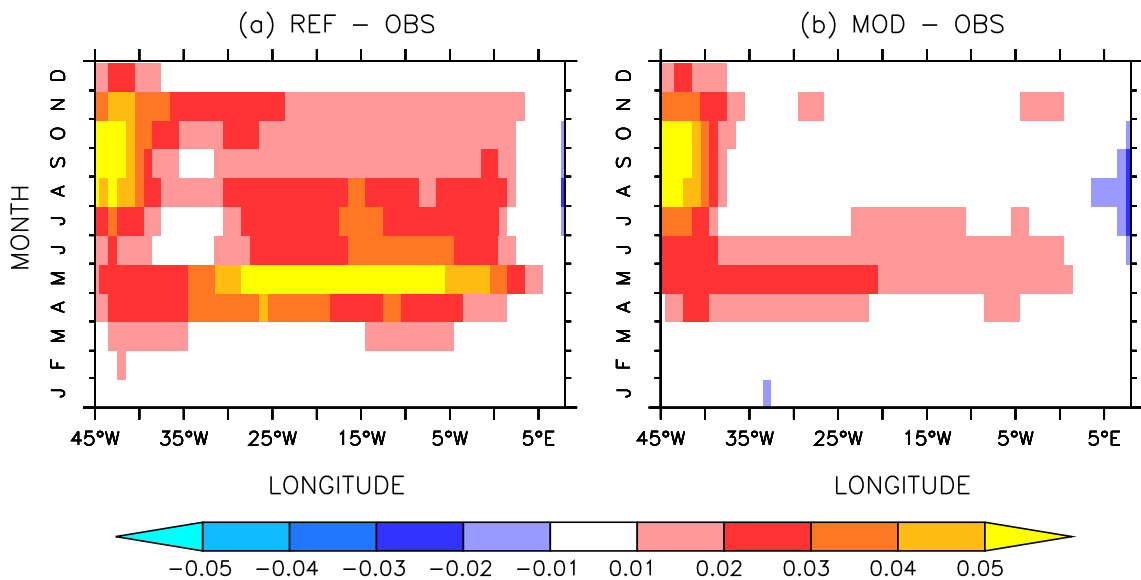 (a) REF − OBS
(b) MOD − OBS
MONTH
D
N
O
S
A
J
J
M
A
M
F
J
D
N
O
S
A
J
J
M
A
M
F
J
45°W 35°W 25°W 15°W 5°W 5°E
45°W 35°W 25°W 15°W 5°W 5°E
LONGITUDE
LONGITUDE
−0.05 −0.04 −0.03 −0.02 −0.01 0.01 0.02 0.03 0.04 0.05